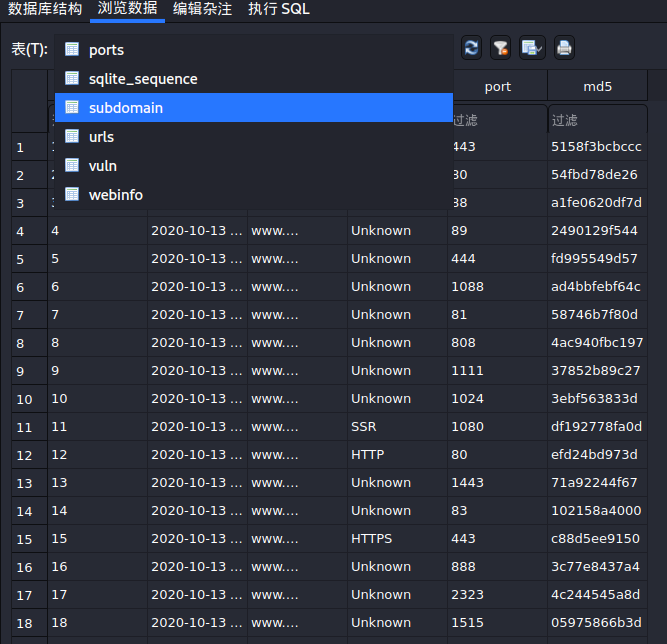 数据库结构 浏览数据 编辑杂注 执行 SQL
表(T):
ports
sqlite_sequence
subdomain
urls
vuln
webinfo
port md5
过滤 过滤
1 443 5158f3bcbccc
2 80 54fbd78de26
3 88 a1fe0620df7d
4 4 2020-10-13 ... www.... Unknown 89 2490129f544
5 5 2020-10-13 ... www.... Unknown 444 fd995549d57
6 6 2020-10-13 ... www.... Unknown 1088 ad4bbfebf64c
7 7 2020-10-13 ... www.... Unknown 81 58746b7f80d
8 8 2020-10-13 ... www.... Unknown 808 4ac940fbc197
9 9 2020-10-13 ... www.... Unknown 1111 37852b89c27
10 10 2020-10-13 ... www.... Unknown 1024 3ebf563833d
11 11 2020-10-13 ... www.... SSR 1080 df192778fa0d
12 12 2020-10-13 ... www.... HTTP 80 efd24bd973d
13 13 2020-10-13 ... www.... Unknown 1443 71a92244f67
14 14 2020-10-13 ... www.... Unknown 83 102158a4000
15 15 2020-10-13 ... www.... HTTPS 443 c88d5ee9150
16 16 2020-10-13 ... www.... Unknown 888 3c77e8437a4
17 17 2020-10-13 ... www.... Unknown 2323 4c244545a8d
18 18 2020-10-13 ... www.... Unknown 1515 05975866b3d